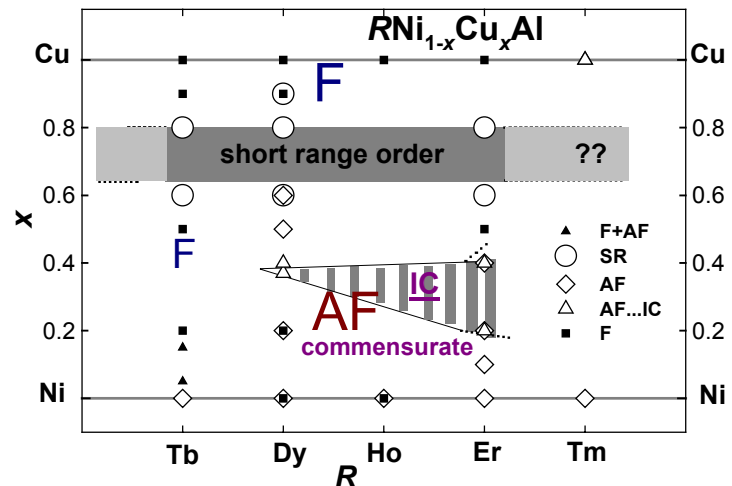 RNi1-xCuxAl
Cu
Cu
F
0.8
0.8
short range order
??
0.6
0.6
x
F
F+AF
SR
AF
AF...IC
F
0.4
0.4
IC
AF
commensurate
0.2
0.2
Ni
Ni
Tb
Dy
Ho
Er
Tm
R